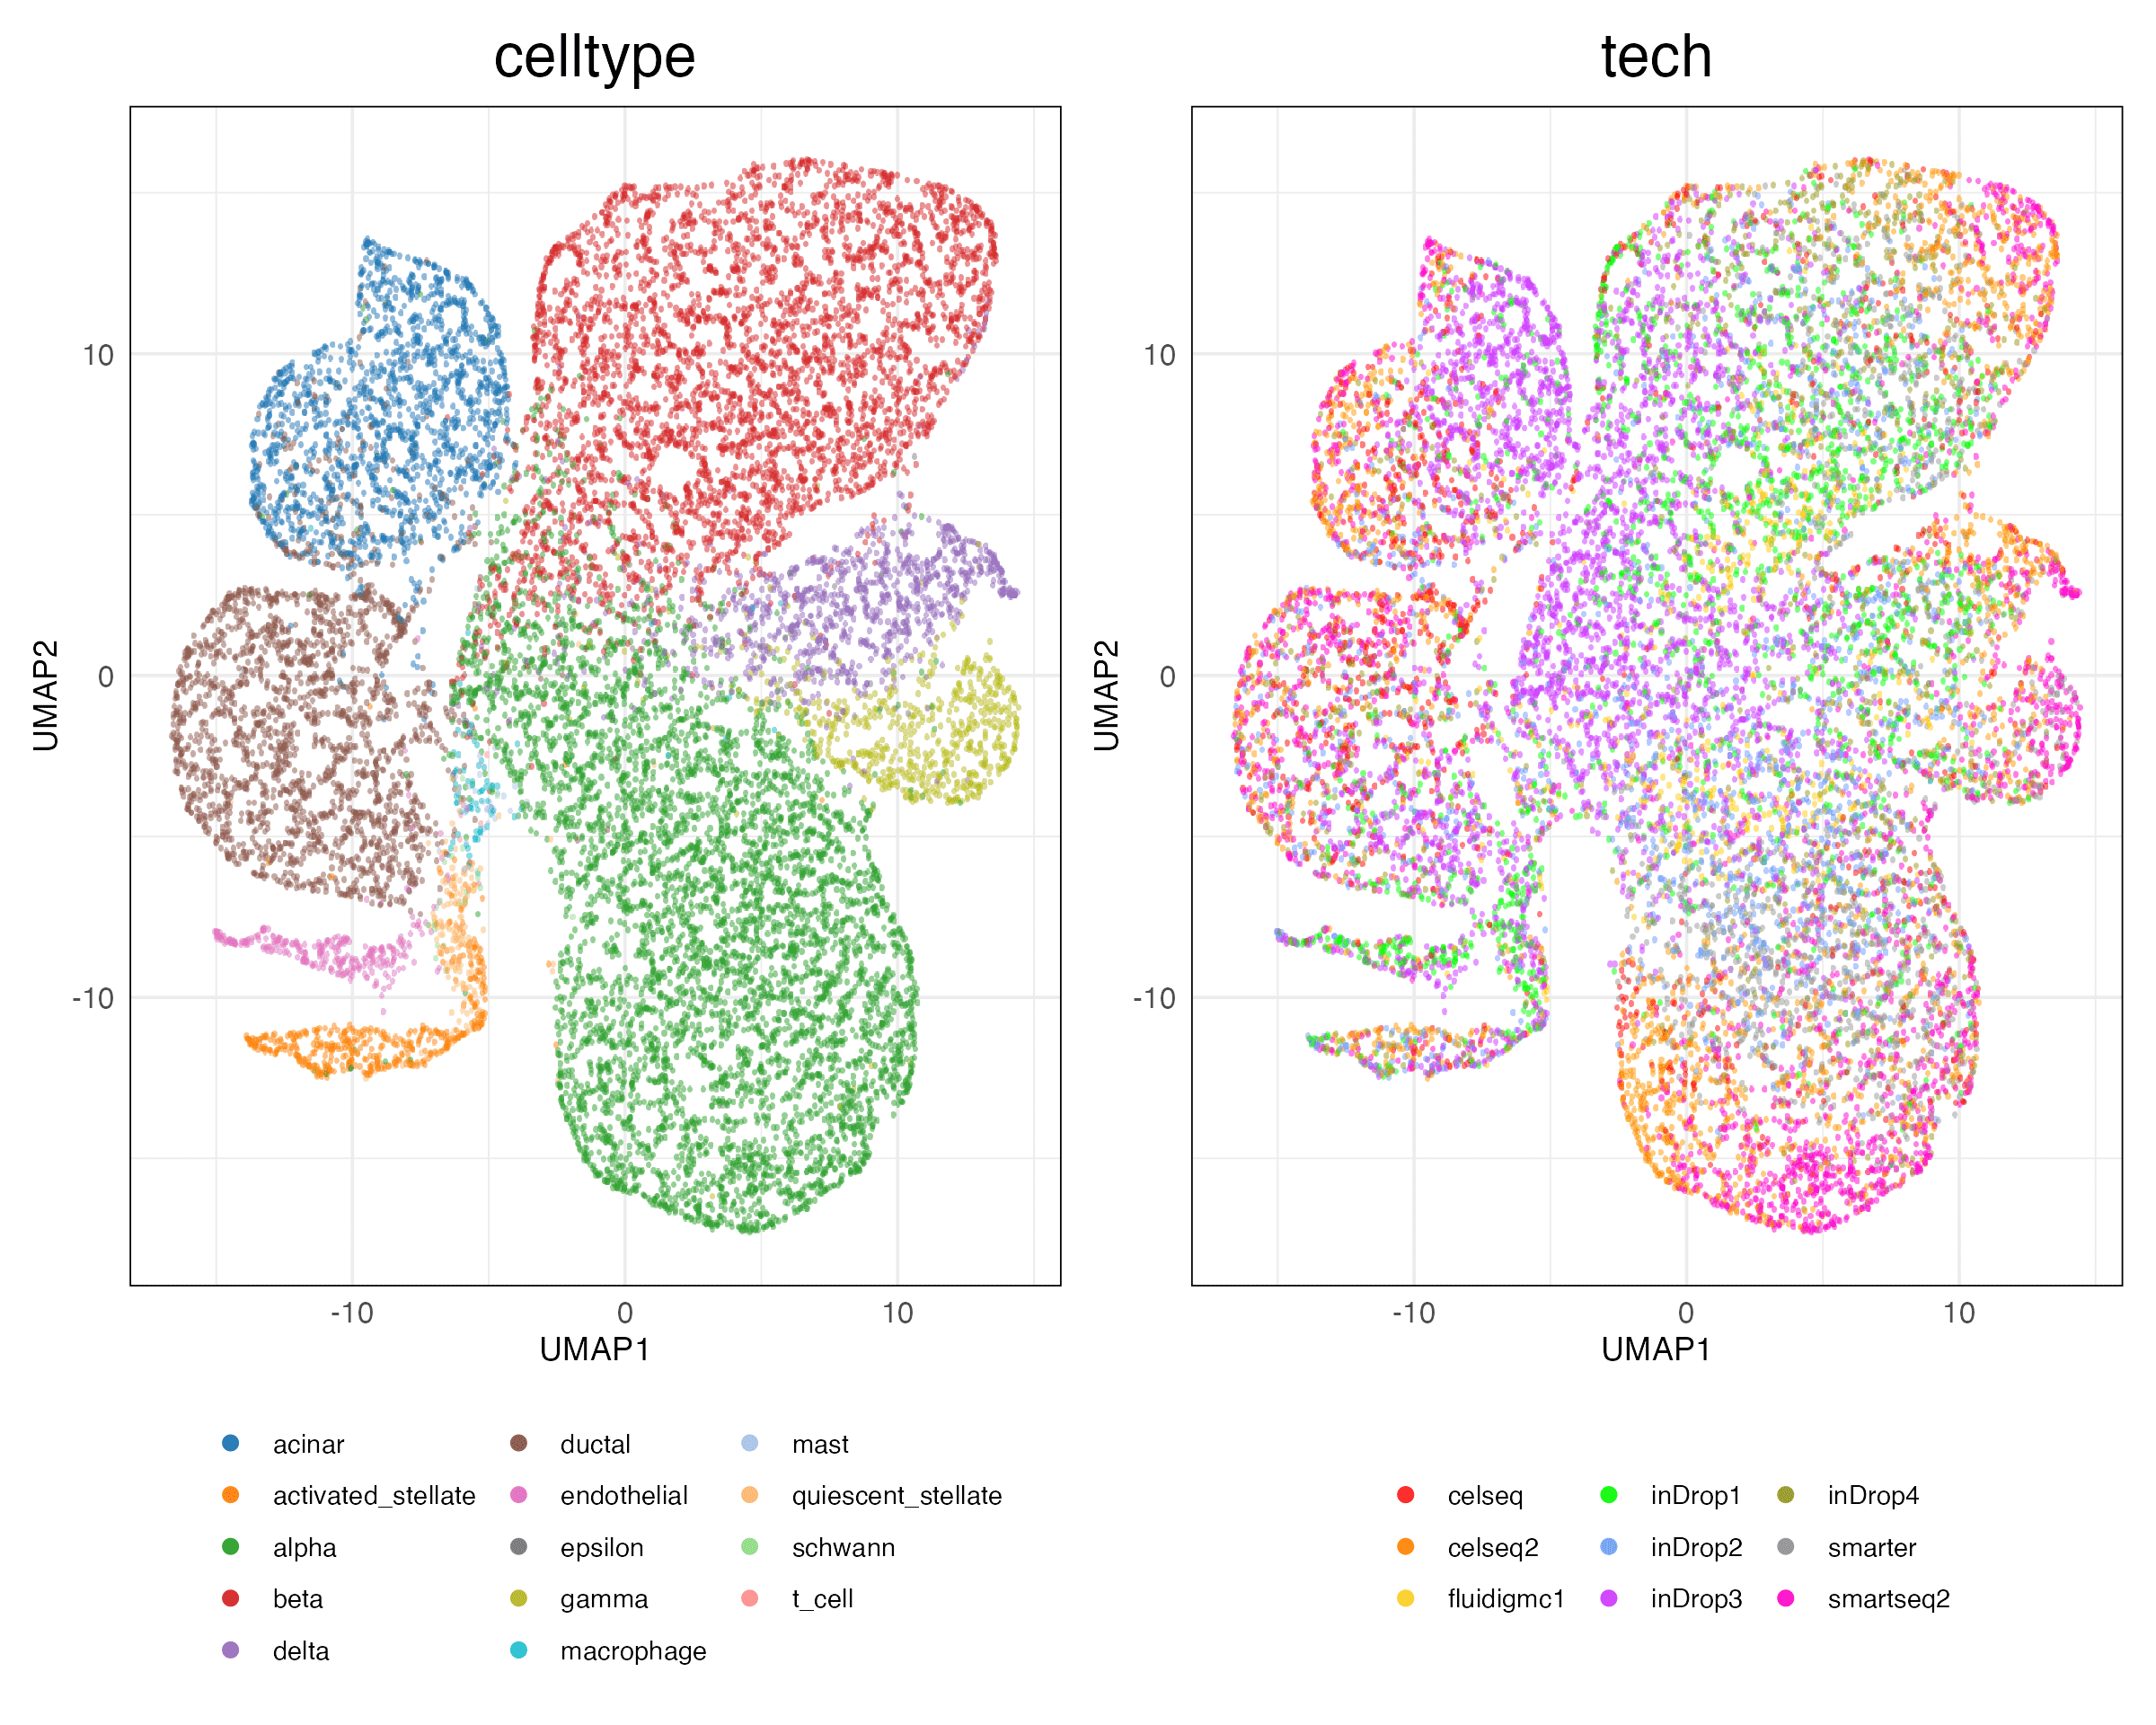 celltype
tech
10
0
-10
UMAP2
-10 0 10
UMAP1
10
0
-10
UMAP2
-10 0 10
UMAP1
acinar ductal mast
activated_stellate endothelial quiescent_stellate
alpha epsilon schwann
beta gamma t_cell
delta macrophage
celseq inDrop1 inDrop4
celseq2 inDrop2 smarter
fluidigmc1 inDrop3 smartseq2